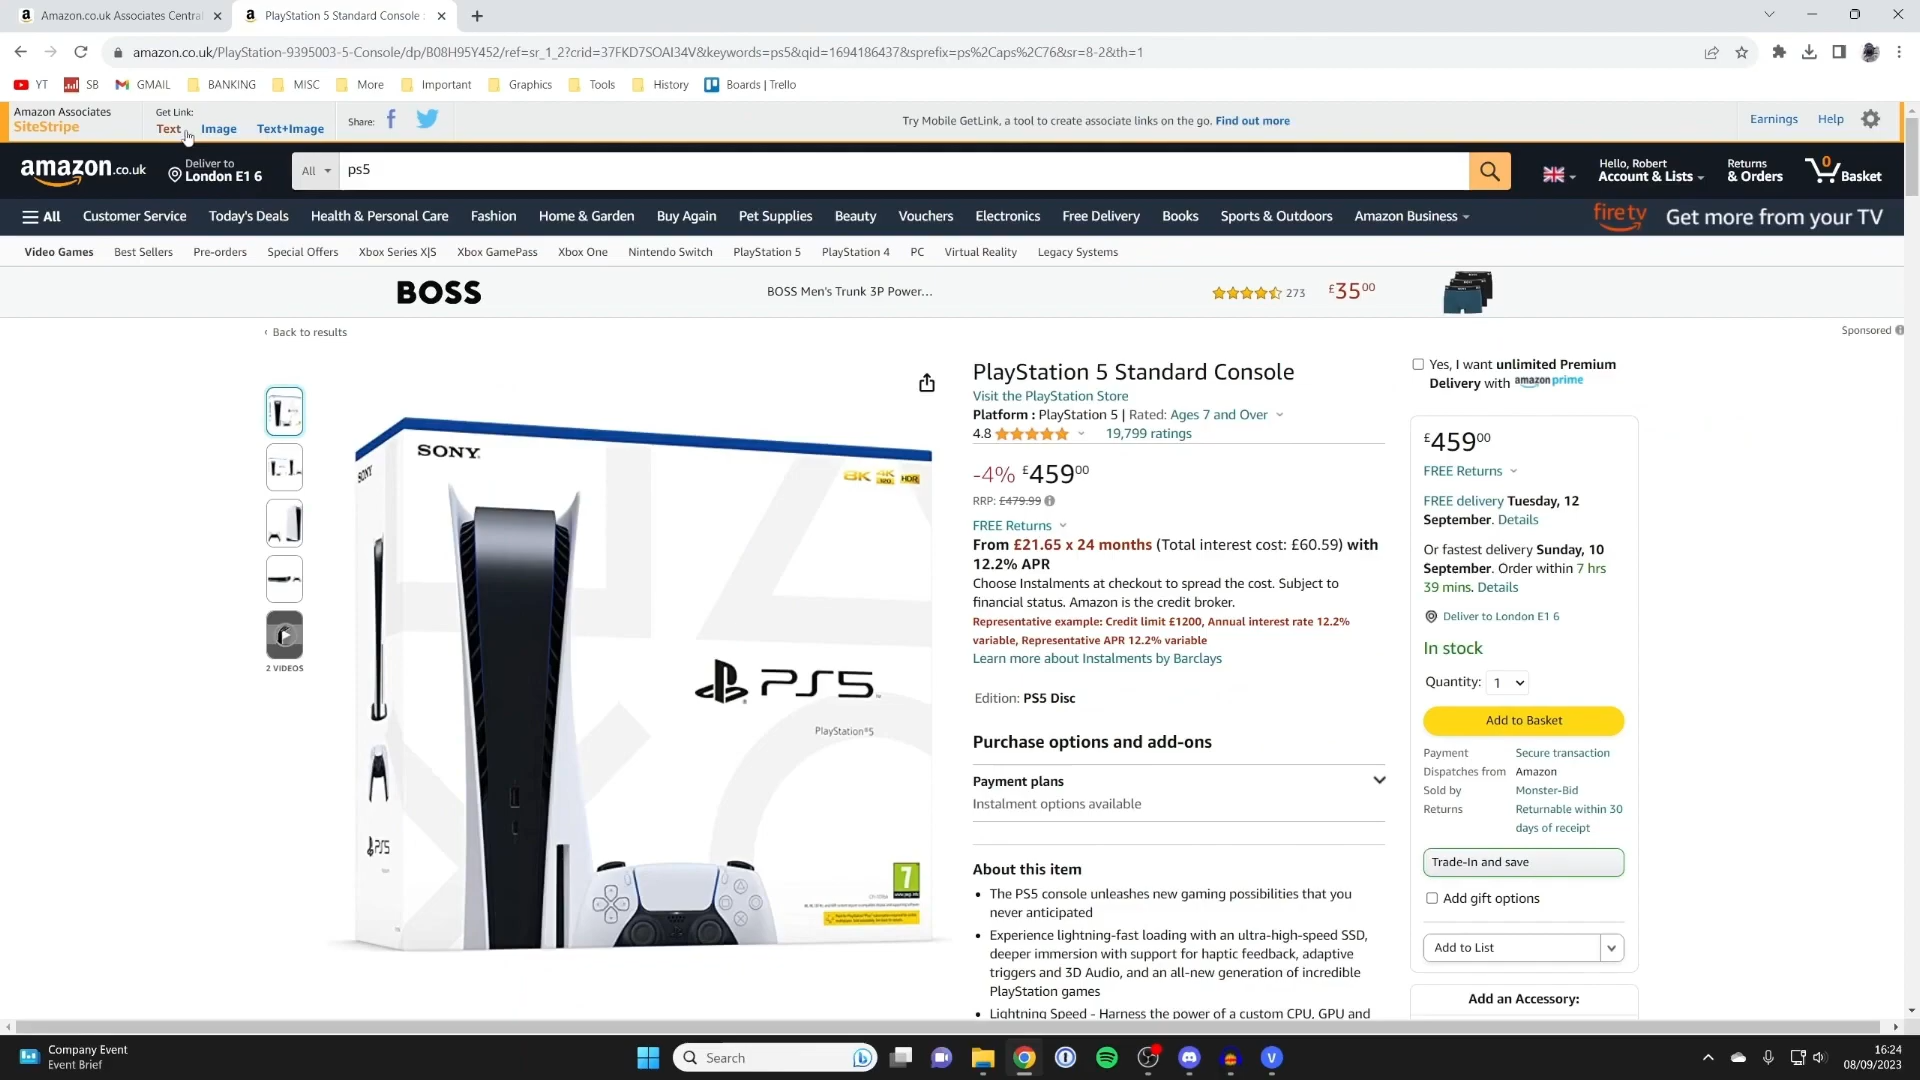 Amazon.co.uk Associates Central
PlayStation 5 Standard Console :
amazon.co.uk/PlayStation-9395003-5-Console/dp/B08H95Y452/ref=sr_1_2?crid=37FKD7SOAI34V&keywords=ps5&qid=1694186437&sprefix=ps%2Caps%2C76&sr=8-2&th=1
YT SB GMAIL BANKING MISC More Important Graphics Tools History Boards | Trello
Amazon Associates
SiteStripe
Get Link:
Text Image Text+Image
Share:
Try Mobile GetLink, a tool to create associate links on the go. Find out more
Earnings Help
amazon.co.uk
Deliver to
London E1 6
All
ps5
Hello, Robert
Account & Lists
Returns
& Orders
0
Basket
All Customer Service Today's Deals Health & Personal Care Fashion Home & Garden Buy Again Pet Supplies Beauty Vouchers Electronics Free Delivery Books Sports & Outdoors Amazon Business
fire tv Get more from your TV
Video Games Best Sellers Pre-orders Special Offers Xbox Series X|S Xbox GamePass Xbox One Nintendo Switch PlayStation 5 PlayStation 4 PC Virtual Reality Legacy Systems
BOSS BOSS Men's Trunk 3P Power... 273 £3500
‹ Back to results
Sponsored
2 VIDEOS
SONY
SONY
8K 4K 120 HDR
PS5
PlayStation®5
PS5
7
PlayStation 5 Standard Console
Visit the PlayStation Store
Platform : PlayStation 5 | Rated: Ages 7 and Over
4.8 19,799 ratings
-4% £45900
RRP: £479.99
FREE Returns
From £21.65 x 24 months (Total interest cost: £60.59) with
12.2% APR
Choose Instalments at checkout to spread the cost. Subject to
financial status. Amazon is the credit broker.
Representative example: Credit limit £1200, Annual interest rate 12.2%
variable, Representative APR 12.2% variable
Learn more about Instalments by Barclays
Edition: PS5 Disc
Purchase options and add-ons
Payment plans
Instalment options available
About this item
• The PS5 console unleashes new gaming possibilities that you
never anticipated
• Experience lightning-fast loading with an ultra-high-speed SSD,
deeper immersion with support for haptic feedback, adaptive
triggers and 3D Audio, and an all-new generation of incredible
PlayStation games
• Lightning Speed - Harness the power of a custom CPU, GPU and
Yes, I want unlimited Premium
Delivery with amazon prime
£45900
FREE Returns
FREE delivery Tuesday, 12
September. Details
Or fastest delivery Sunday, 10
September. Order within 7 hrs
39 mins. Details
Deliver to London E1 6
In stock
Quantity: 1
Add to Basket
Payment Secure transaction
Dispatches from Amazon
Sold by Monster-Bid
Returns Returnable within 30
days of receipt
Trade-In and save
Add gift options
Add to List
Add an Accessory:
Company Event
Event Brief
Search
16:24
08/09/2023